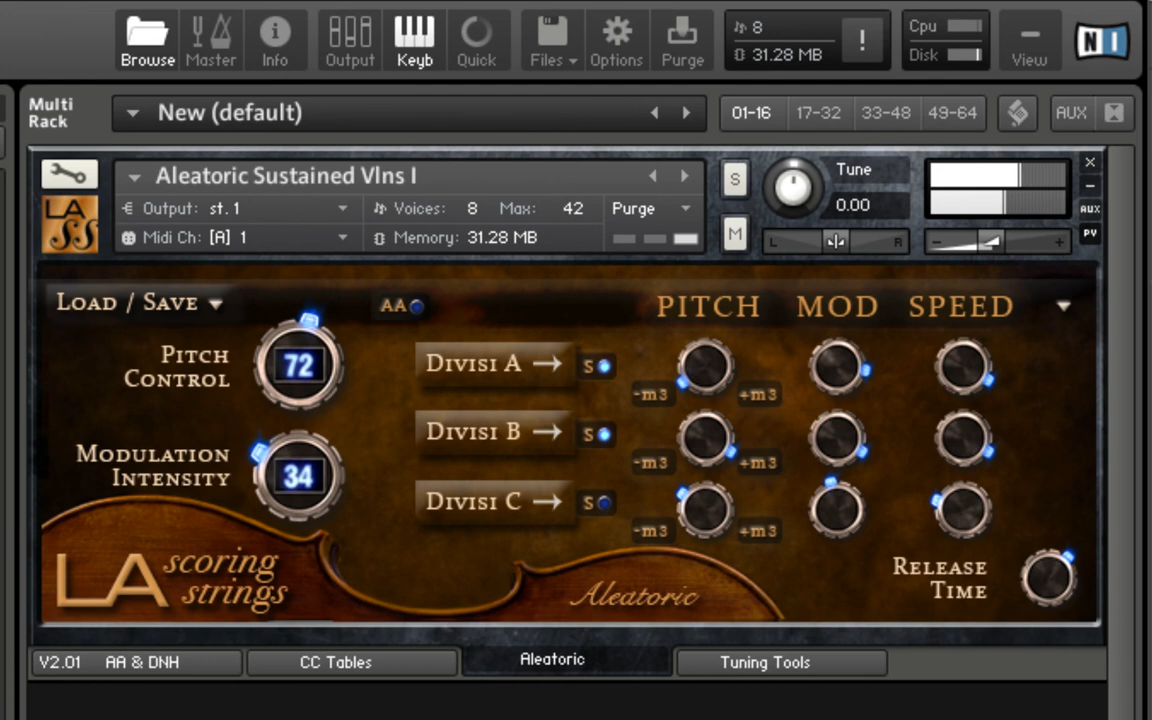 Browse Master Info Output Keyb Quick Files Options Purge View
8
31.28 MB
!
Cpu
Disk
NI
Multi
Rack
New (default)
01-16 17-32 33-48 49-64 AUX
Aleatoric Sustained Vlns I
Output: st.1 Voices: 8 Max: 42 Purge
Midi Ch: [A] 1 Memory: 31.28 MB
LA
SS
S
M
Tune
0.00
L R
- +
x
-
AUX
PV
LOAD / SAVE
AA
PITCH MOD SPEED
PITCH
CONTROL
72
DIVISI A → S
-m3 +m3
DIVISI B → S
-m3 +m3
MODULATION
INTENSITY
34
DIVISI C → S
-m3 +m3
LA scoring
strings
Aleatoric
RELEASE
TIME
V2.01 AA & DNH CC Tables Aleatoric Tuning Tools